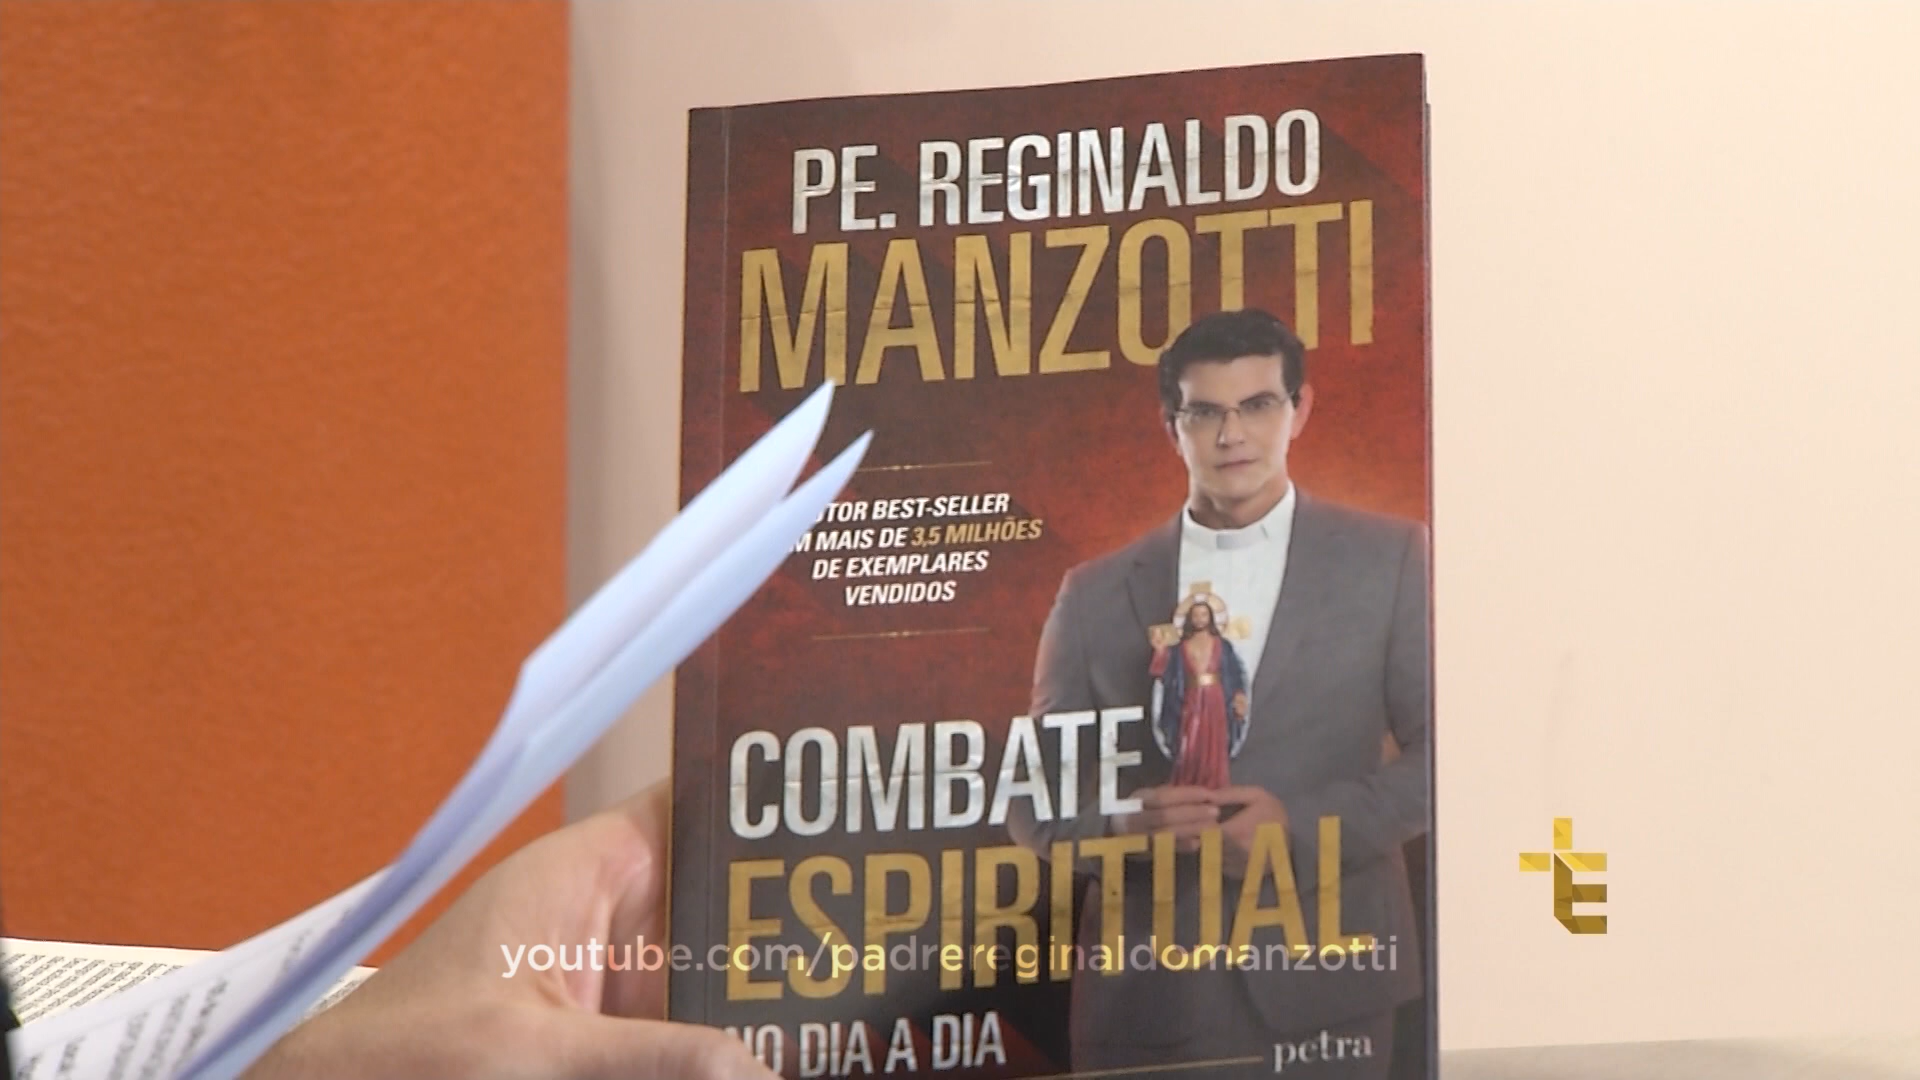 PE. REGINALDO
MANZOTTI
BEST-SELLER
MAIS DE 3,5 MILHÕES
DE EXEMPLARES
VENDIDOS
COMBATE
ESPIRITUAL
youtube.com/padrereginaldomanzotti
NO DIA A DIA
petra